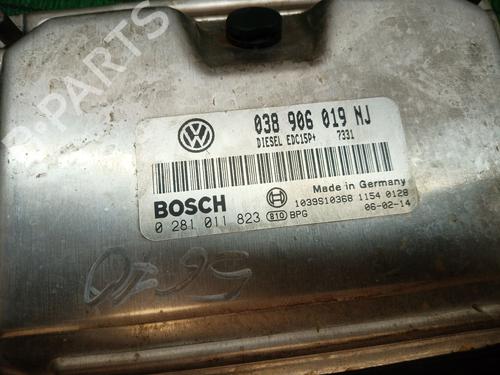 B-PARTS
038 906 019 NJ
DIESEL EDC15P+ 7331
BOSCH
Made in Germany
1039S10368 1154 0128
0 281 011 823 810 BPG
06-02-14